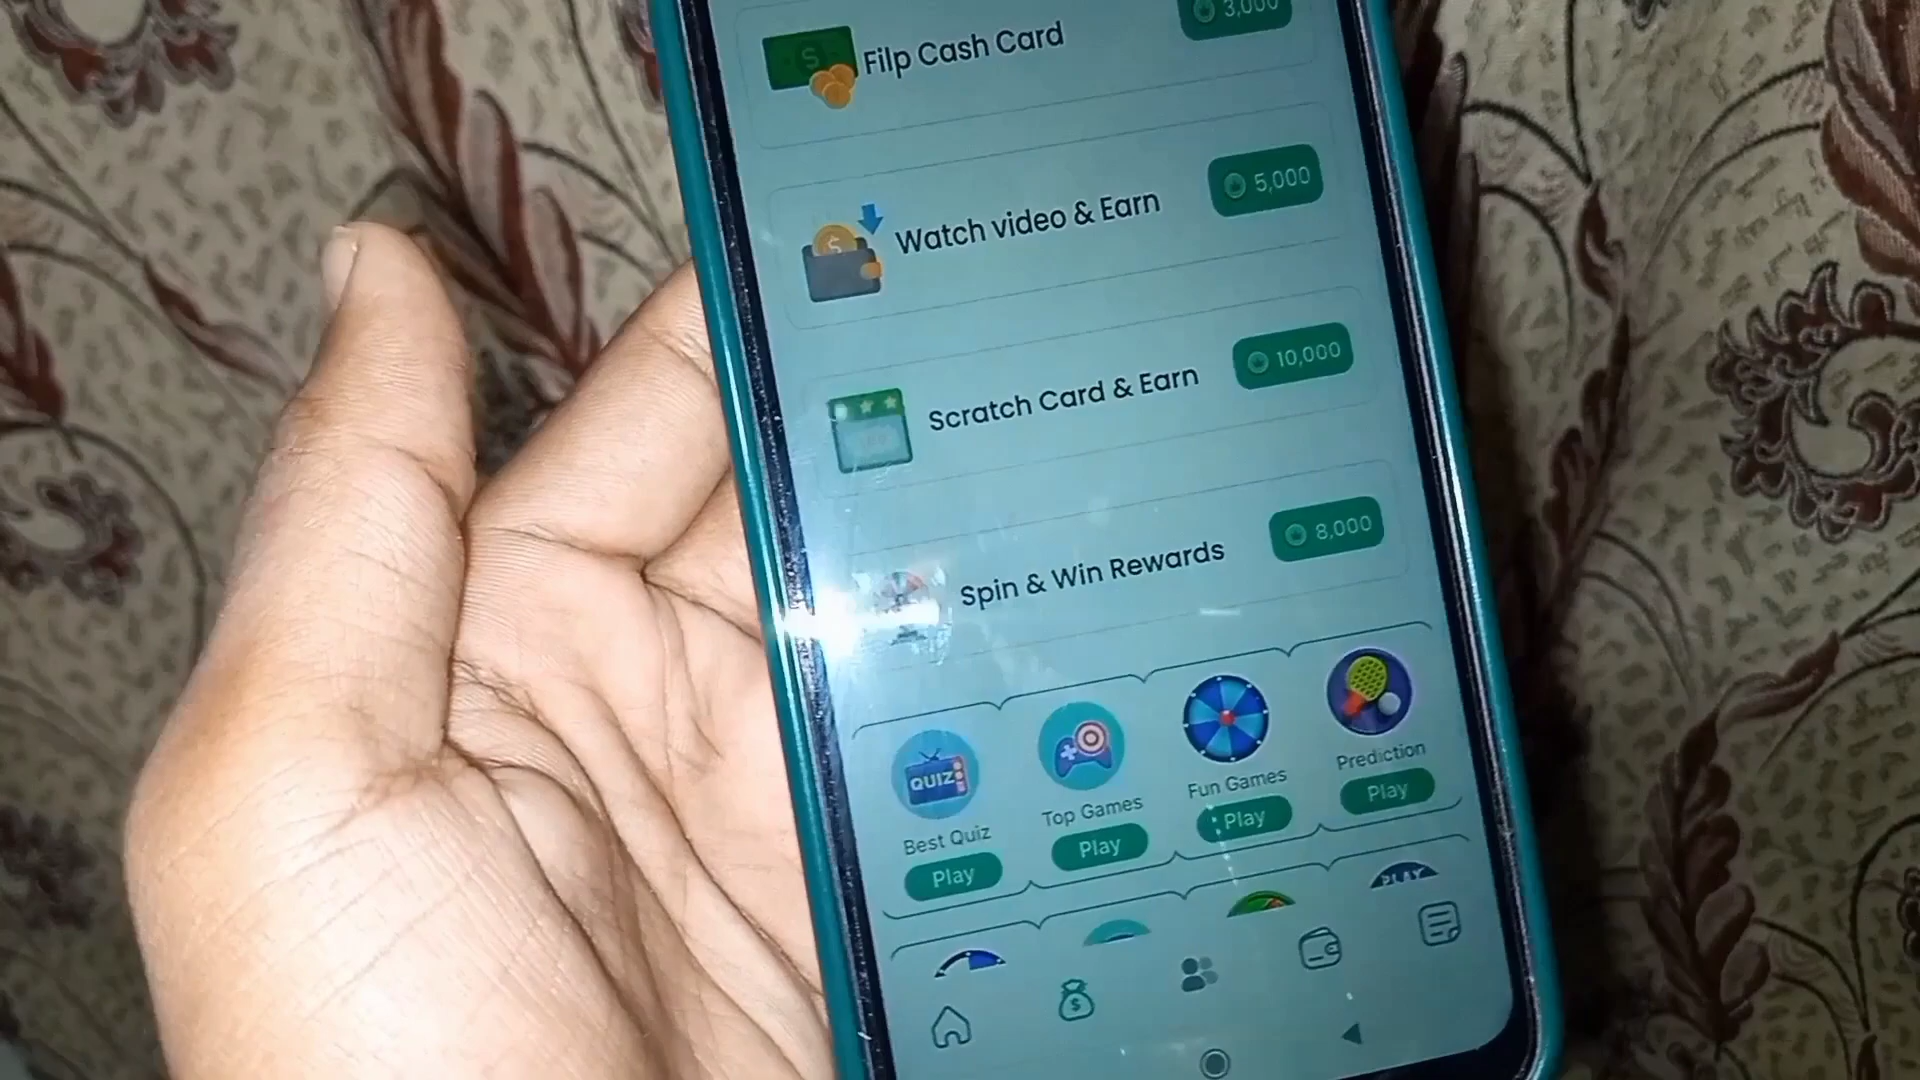 Filp Cash Card
3,000
$
Watch video & Earn
5,000
$
Scratch Card & Earn
10,000
Spin & Win Rewards
8,000
QUIZ
Best Quiz
Play
Top Games
Play
Fun Games
Play
Prediction
Play
PLAY
$